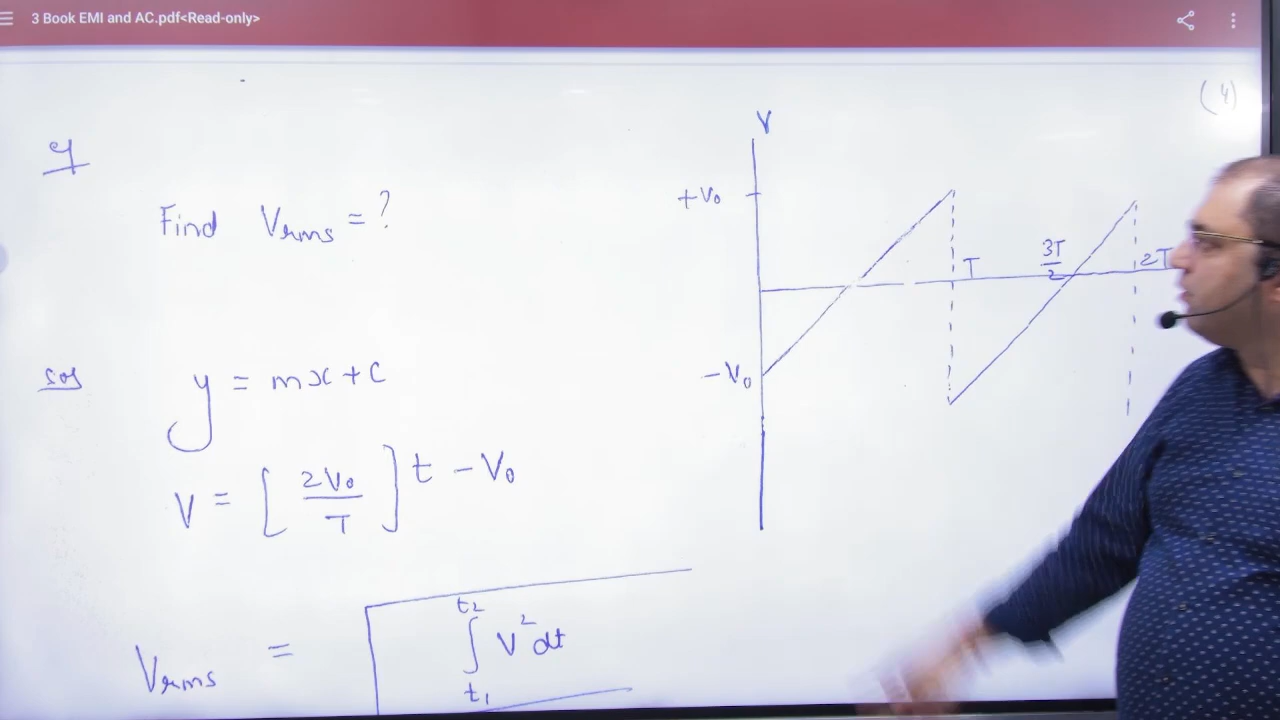 3 Book EMI and AC.pdf<Read-only>
(4)
Find Vrms = ?
V
+V₀
T
3T/2
2T
-V₀
sol
y = mx + c
V = [2V₀/T] t - V₀
Vrms = √ ∫ t₁ t₂ V² dt